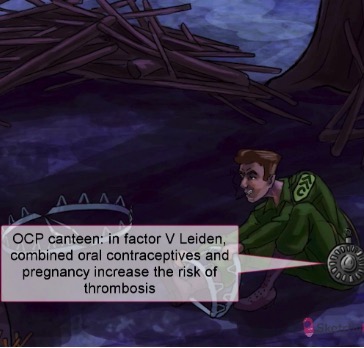 OCP canteen: in factor V Leiden,
combined oral contraceptives and
pregnancy increase the risk of
thrombosis